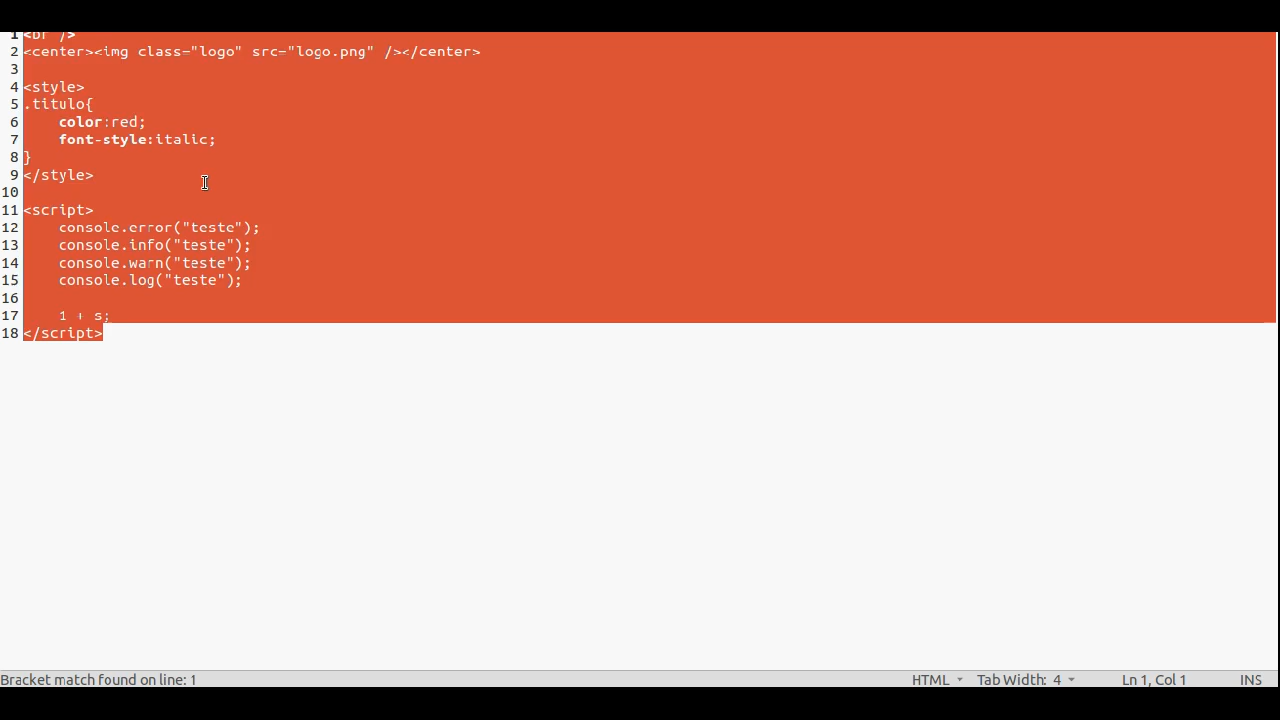 1 <br />
2 <center><img class="logo" src="logo.png" /></center>
3
4 <style>
5 .titulo{
6     color:red;
7     font-style:italic;
8 }
9 </style>
10
11 <script>
12     console.error("teste");
13     console.info("teste");
14     console.warn("teste");
15     console.log("teste");
16
17     1 + s;
18 </script>
Bracket match found on line: 1 HTML Tab Width: 4 Ln 1, Col 1 INS